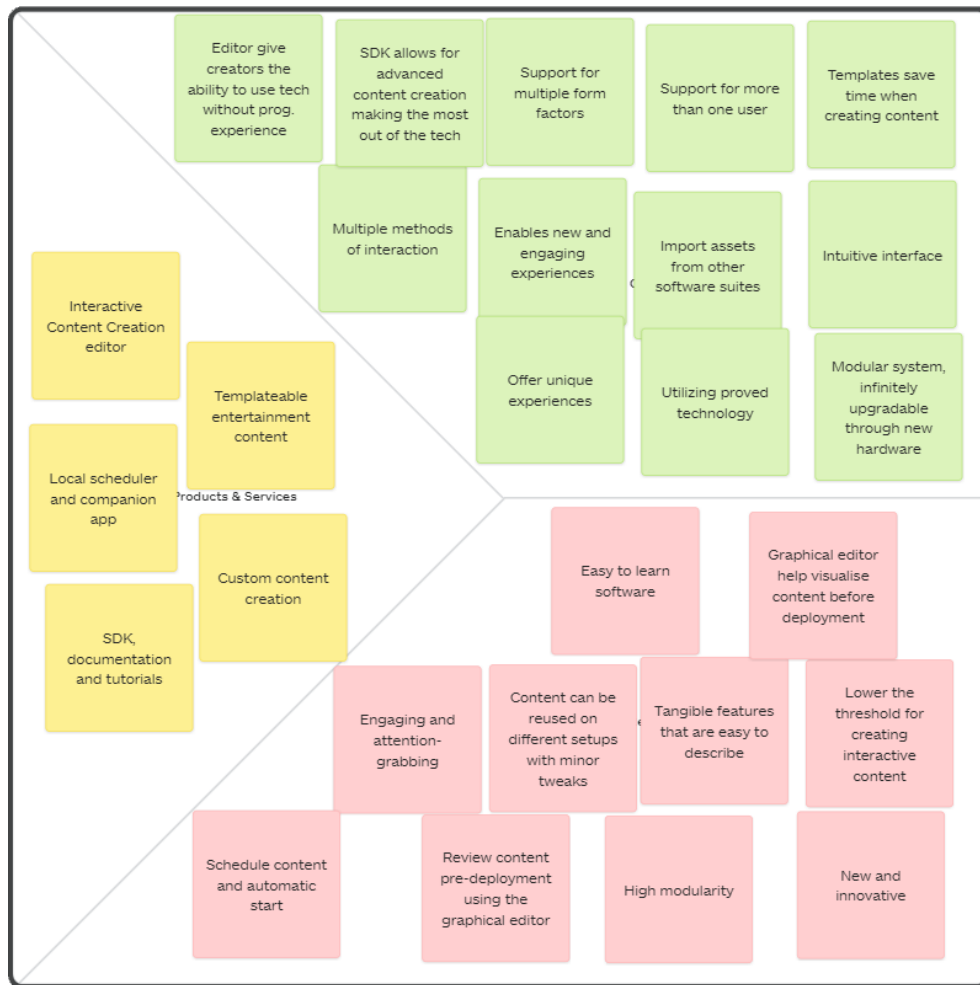 Editor give
creators the
ability to use tech
without prog.
experience
SDK allows for
advanced
content creation
making the most
out of the tech
Support for
multiple form
factors
Support for more
than one user
Templates save
time when
creating content
Multiple methods
of interaction
Enables new and
engaging
experiences
Import assets
from other
software suites
Intuitive interface
Offer unique
experiences
Utilizing proved
technology
Modular system,
infinitely
upgradable
through new
hardware
Interactive
Content Creation
editor
Templateable
entertainment
content
Local scheduler
and companion
app
Products & Services
Custom content
creation
SDK,
documentation
and tutorials
Easy to learn
software
Graphical editor
help visualise
content before
deployment
Engaging and
attention-
grabbing
Content can be
reused on
different setups
with minor
tweaks
Tangible features
that are easy to
describe
Lower the
threshold for
creating
interactive
content
Schedule content
and automatic
start
Review content
pre-deployment
using the
graphical editor
High modularity
New and
innovative